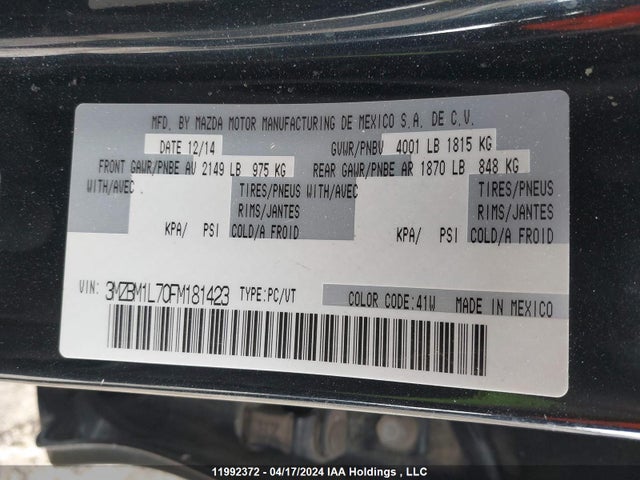 MFD. BY MAZDA MOTOR MANUFACTURING DE MEXICO S.A. DE C.V.
DATE 12/14 GVWR/PNBV 4001 LB 1815 KG
FRONT GAWR/PNBE AV 2149 LB 975 KG REAR GAWR/PNBE AR 1870 LB 848 KG
WITH/AVEC TIRES/PNEUS WITH/AVEC TIRES/PNEUS
RIMS/JANTES RIMS/JANTES
KPA/ PSI COLD/A FROID KPA/ PSI COLD/A FROID
VIN: 3MZBM1L70FM181423 TYPE:PC/VT COLOR CODE:41W MADE IN MEXICO
11992372 - 04/17/2024 IAA Holdings , LLC